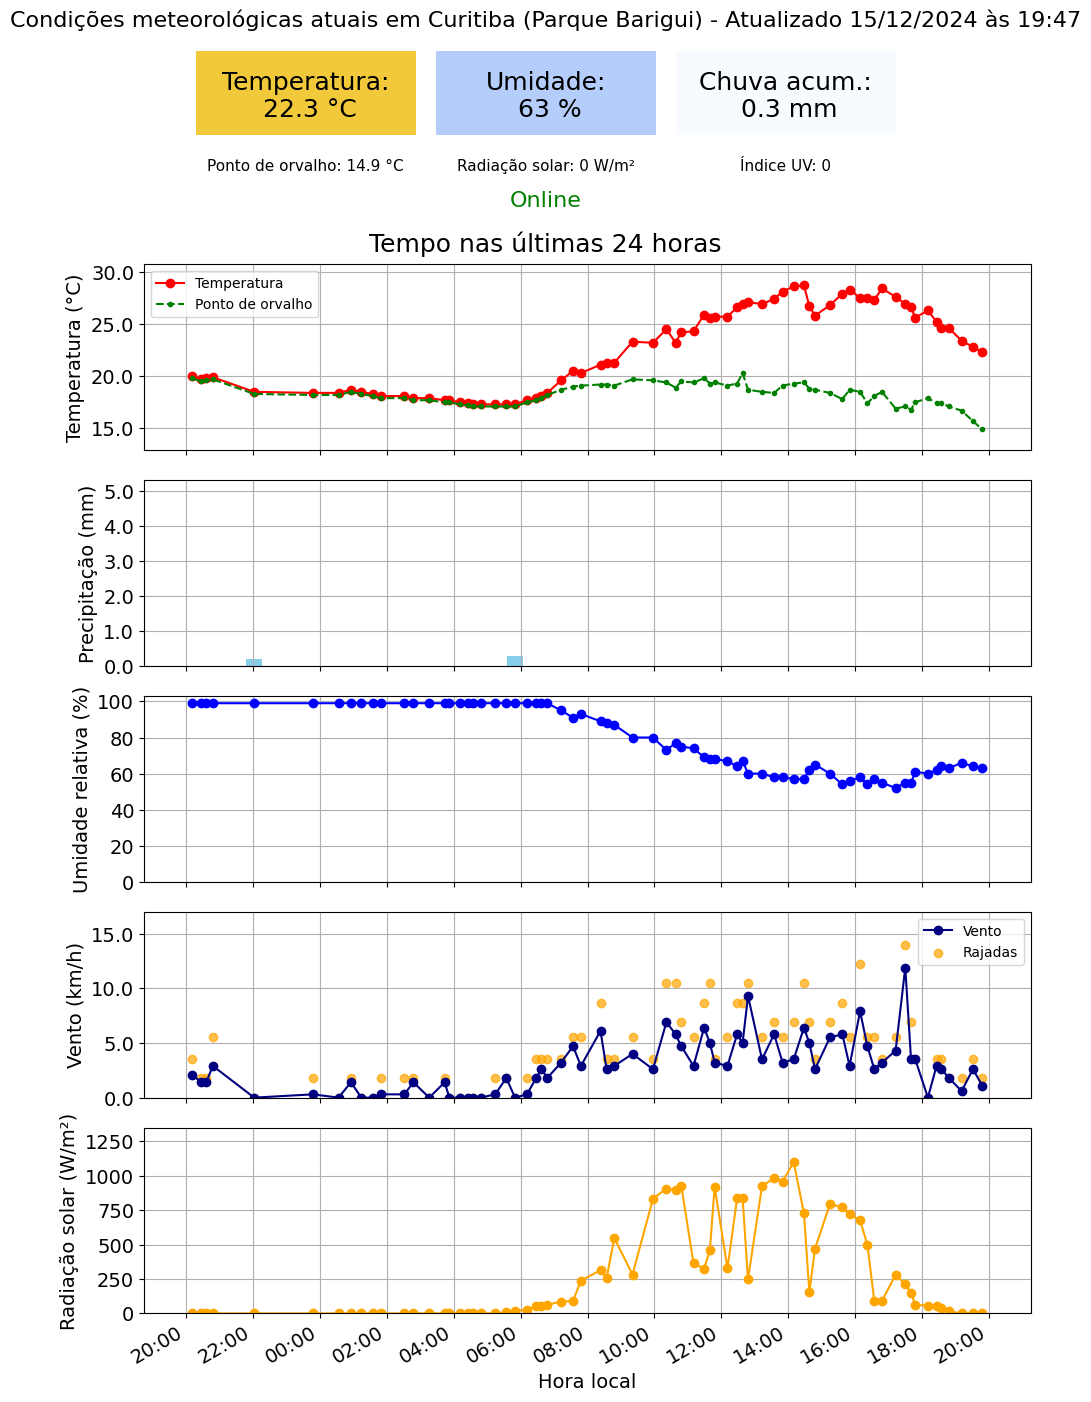 Condições meteorológicas atuais em Curitiba (Parque Barigui) - Atualizado 15/12/2024 às 19:47
Temperatura:
22.3 °C
Umidade:
63 %
Chuva acum.:
0.3 mm
Ponto de orvalho: 14.9 °C
Radiação solar: 0 W/m²
Índice UV: 0
Online
Tempo nas últimas 24 horas
Temperatura (°C)
30.0
25.0
20.0
15.0
Temperatura
Ponto de orvalho
Precipitação (mm)
5.0
4.0
3.0
2.0
1.0
0.0
Umidade relativa (%)
100
80
60
40
20
0
Vento (km/h)
15.0
10.0
5.0
0.0
Vento
Rajadas
Radiação solar (W/m²)
1250
1000
750
500
250
0
20:00 22:00 00:00 02:00 04:00 06:00 08:00 10:00 12:00 14:00 16:00 18:00 20:00
Hora local